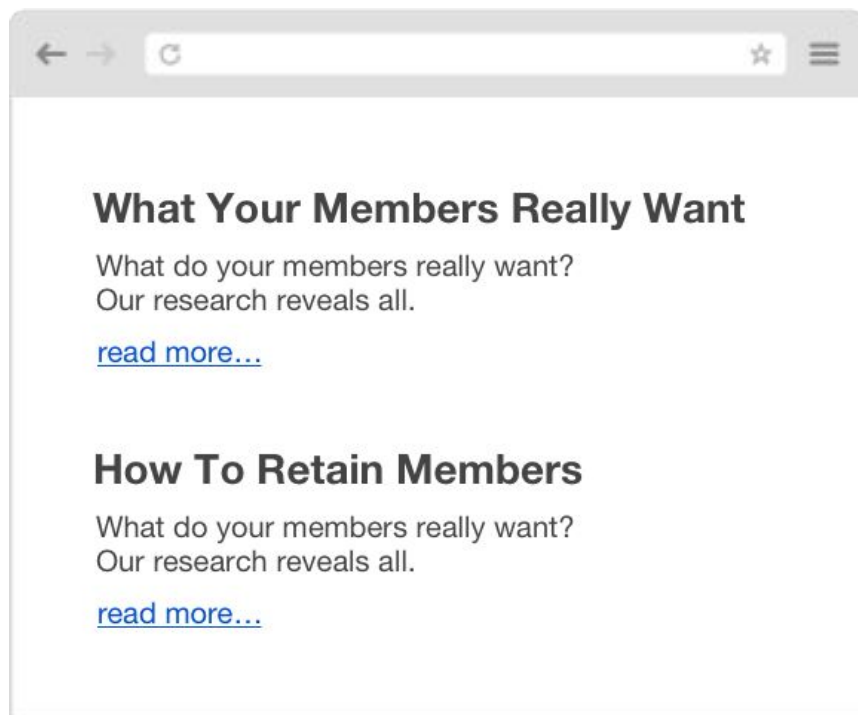 What Your Members Really Want
What do your members really want?
Our research reveals all.
read more…
How To Retain Members
What do your members really want?
Our research reveals all.
read more…